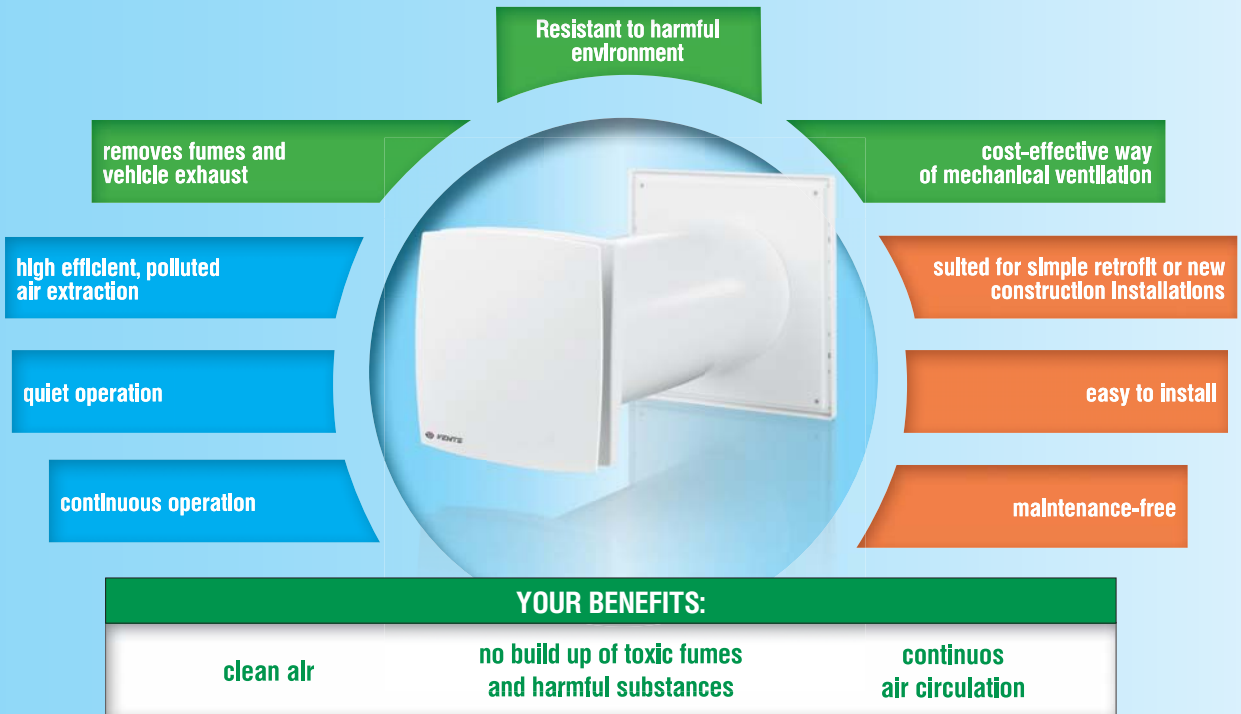 Resistant to harmful
environment
removes fumes and
vehicle exhaust
cost-effective way
of mechanical ventilation
high efficient, polluted
air extraction
suited for simple retrofit or new
construction installations
quiet operation
easy to install
continuous operation
maintenance-free
VENTS
YOUR BENEFITS:
clean air
no build up of toxic fumes
and harmful substances
continuos
air circulation